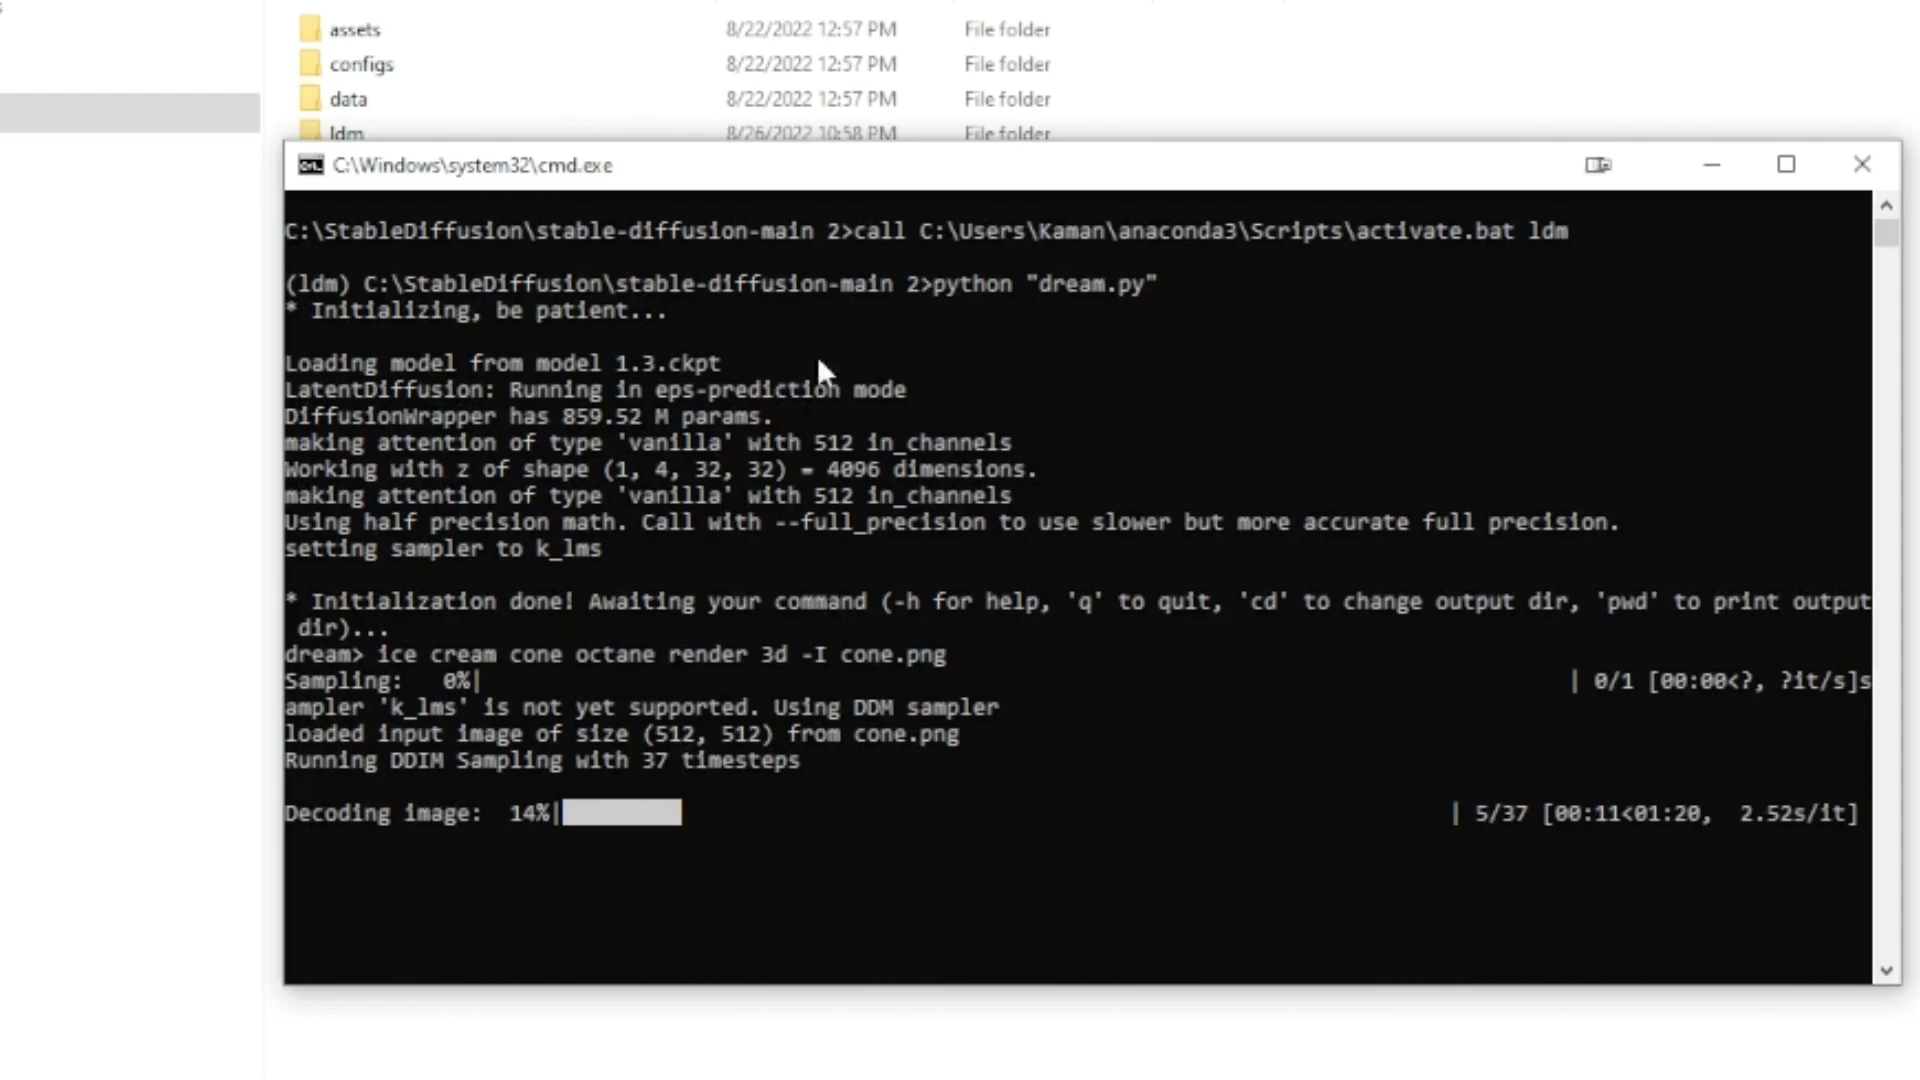 assets 8/22/2022 12:57 PM File folder
configs 8/22/2022 12:57 PM File folder
data 8/22/2022 12:57 PM File folder
ldm 8/26/2022 10:58 PM File folder
C:\Windows\system32\cmd.exe
C:\StableDiffusion\stable-diffusion-main 2>call C:\Users\Kaman\anaconda3\Scripts\activate.bat ldm
(ldm) C:\StableDiffusion\stable-diffusion-main 2>python "dream.py"
* Initializing, be patient...
Loading model from model 1.3.ckpt
LatentDiffusion: Running in eps-prediction mode
DiffusionWrapper has 859.52 M params.
making attention of type 'vanilla' with 512 in_channels
Working with z of shape (1, 4, 32, 32) = 4096 dimensions.
making attention of type 'vanilla' with 512 in_channels
Using half precision math. Call with --full_precision to use slower but more accurate full precision.
setting sampler to k_lms
* Initialization done! Awaiting your command (-h for help, 'q' to quit, 'cd' to change output dir, 'pwd' to print output
dir)...
dream> ice cream cone octane render 3d -I cone.png
Sampling: 0%| | 0/1 [00:00<?, ?it/s]s
ampler 'k_lms' is not yet supported. Using DDM sampler
loaded input image of size (512, 512) from cone.png
Running DDIM Sampling with 37 timesteps
Decoding image: 14%| | 5/37 [00:11<01:20, 2.52s/it]